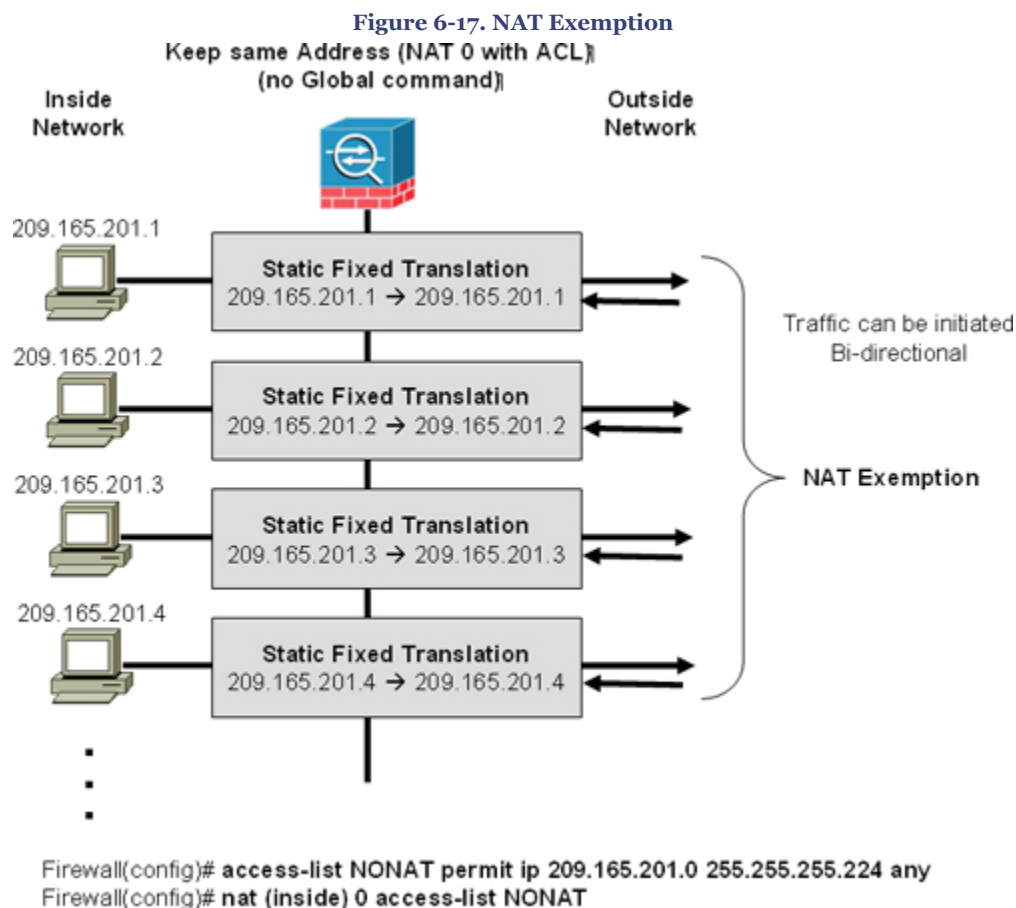 Figure 6-17. NAT Exemption
Keep same Address (NAT 0 with ACL)
(no Global command)
Inside
Network
Outside
Network
209.165.201.1
Static Fixed Translation
209.165.201.1 → 209.165.201.1
209.165.201.2
Static Fixed Translation
209.165.201.2 → 209.165.201.2
209.165.201.3
Static Fixed Translation
209.165.201.3 → 209.165.201.3
209.165.201.4
Static Fixed Translation
209.165.201.4 → 209.165.201.4
Traffic can be initiated
Bi-directional
NAT Exemption
Firewall(config)# access-list NONAT permit ip 209.165.201.0 255.255.255.224 any
Firewall(config)# nat (inside) 0 access-list NONAT